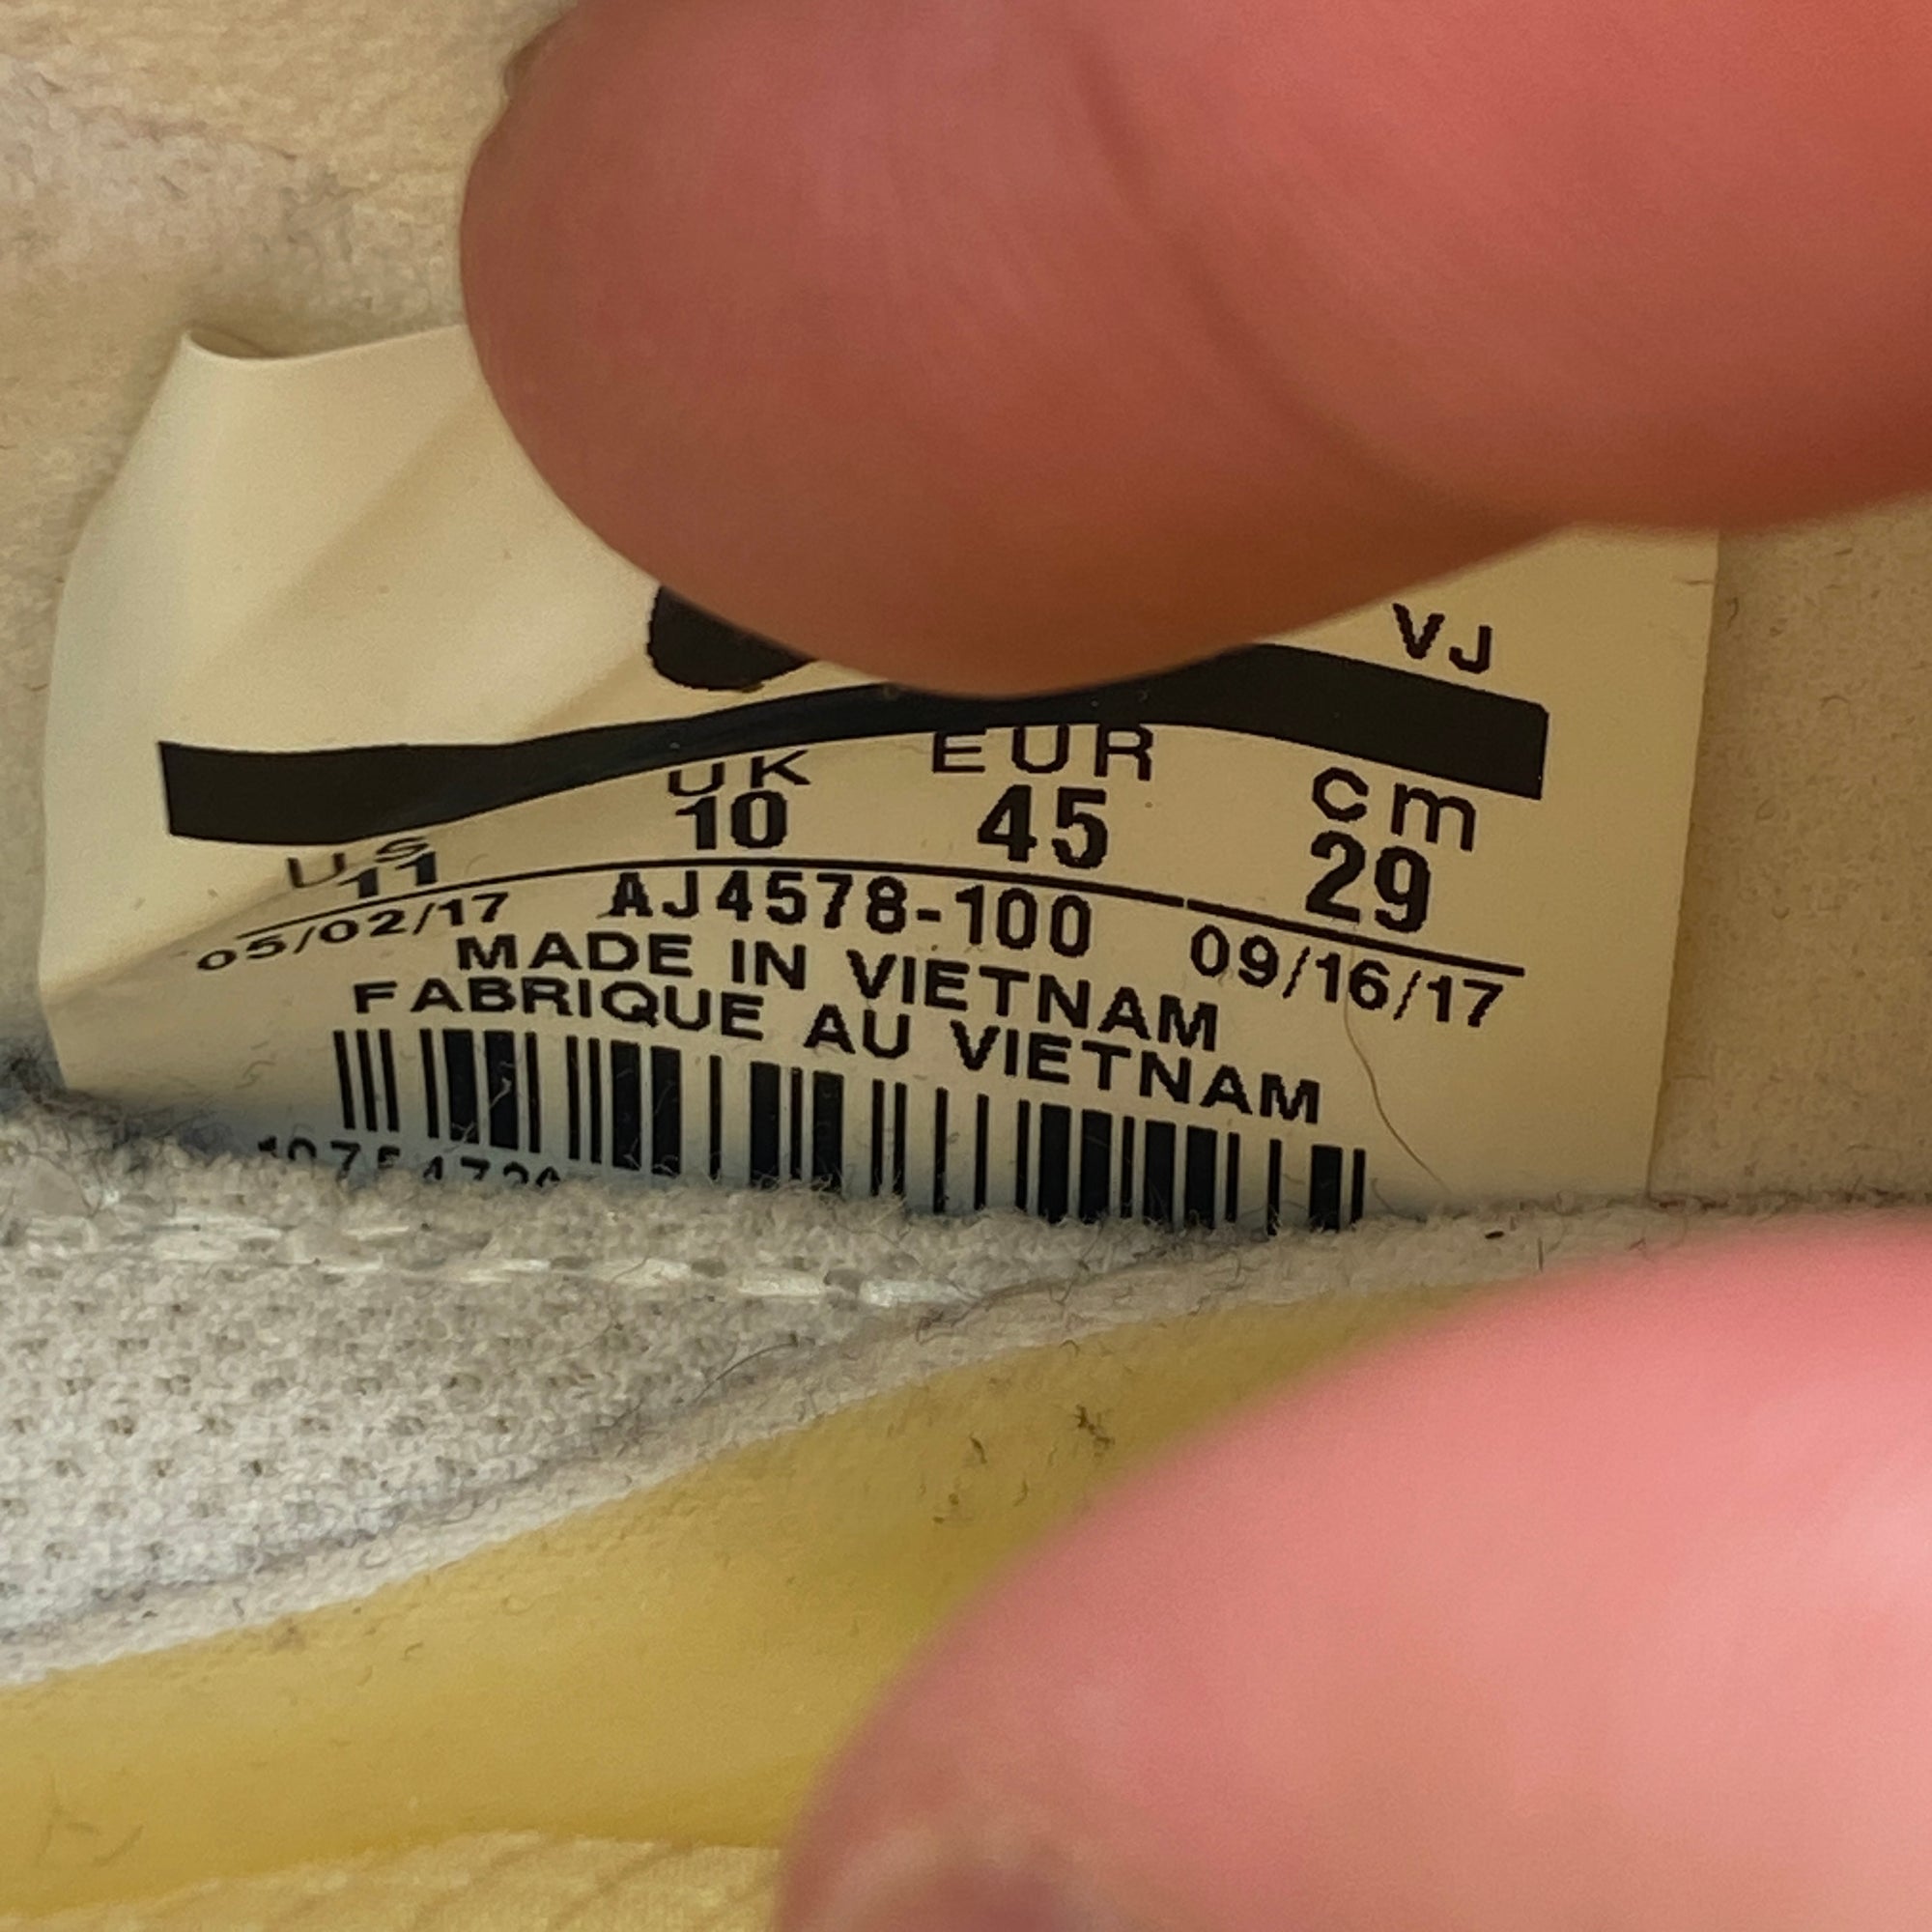 VJ
US UK EUR cm
11 10 45 29
05/02/17 AJ4578-100 09/16/17
MADE IN VIETNAM
FABRIQUE AU VIETNAM